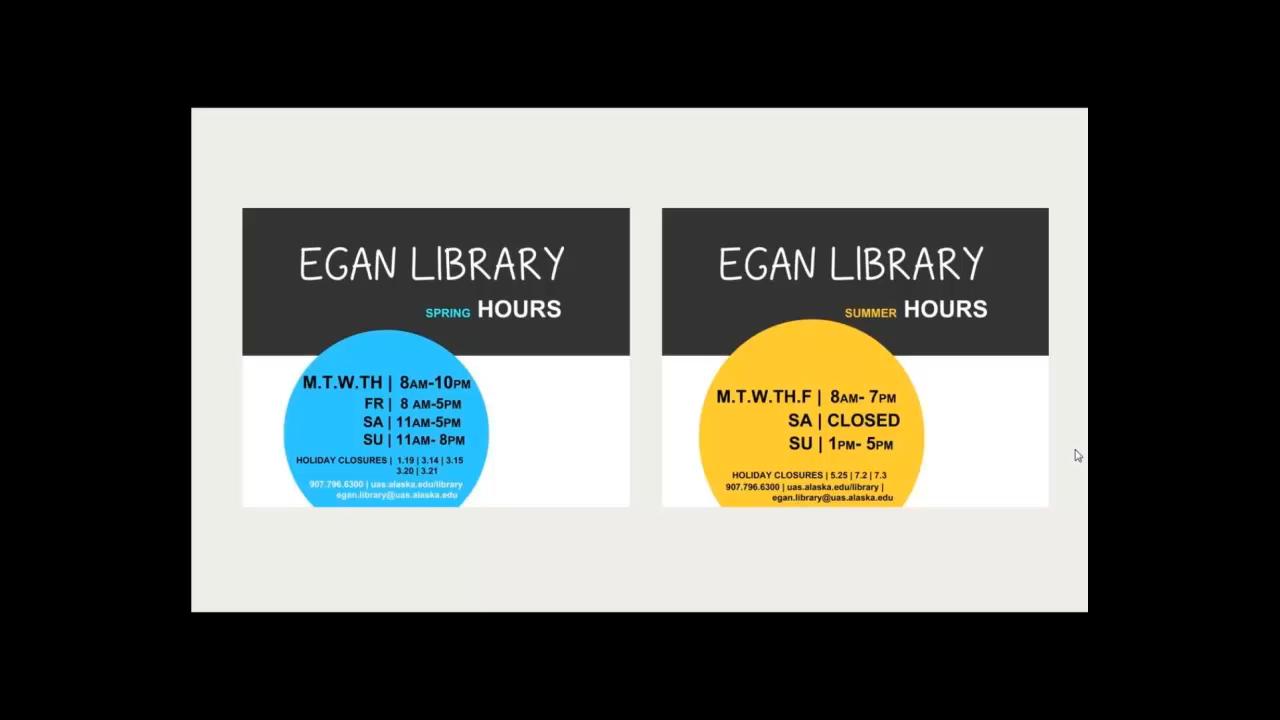 EGAN LIBRARY
SPRING HOURS
M.T.W.TH | 8AM-10PM
FR | 8 AM-5PM
SA | 11AM-5PM
SU | 11AM- 8PM
HOLIDAY CLOSURES | 1.19 | 3.14 | 3.15
3.20 | 3.21
907.796.6300 | uas.alaska.edu/library
egan.library@uas.alaska.edu
EGAN LIBRARY
SUMMER HOURS
M.T.W.TH.F | 8AM- 7PM
SA | CLOSED
SU | 1PM- 5PM
HOLIDAY CLOSURES | 5.25 | 7.2 | 7.3
907.796.6300 | uas.alaska.edu/library |
egan.library@uas.alaska.edu